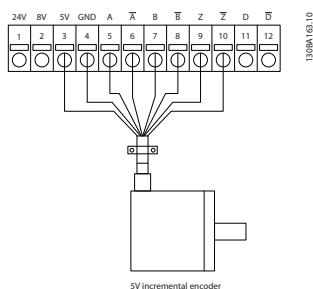 24V 8V 5V GND A A̅ B B̅ Z Z̅ D D̅
1 2 3 4 5 6 7 8 9 10 11 12
130BA163.10
5V incremental encoder